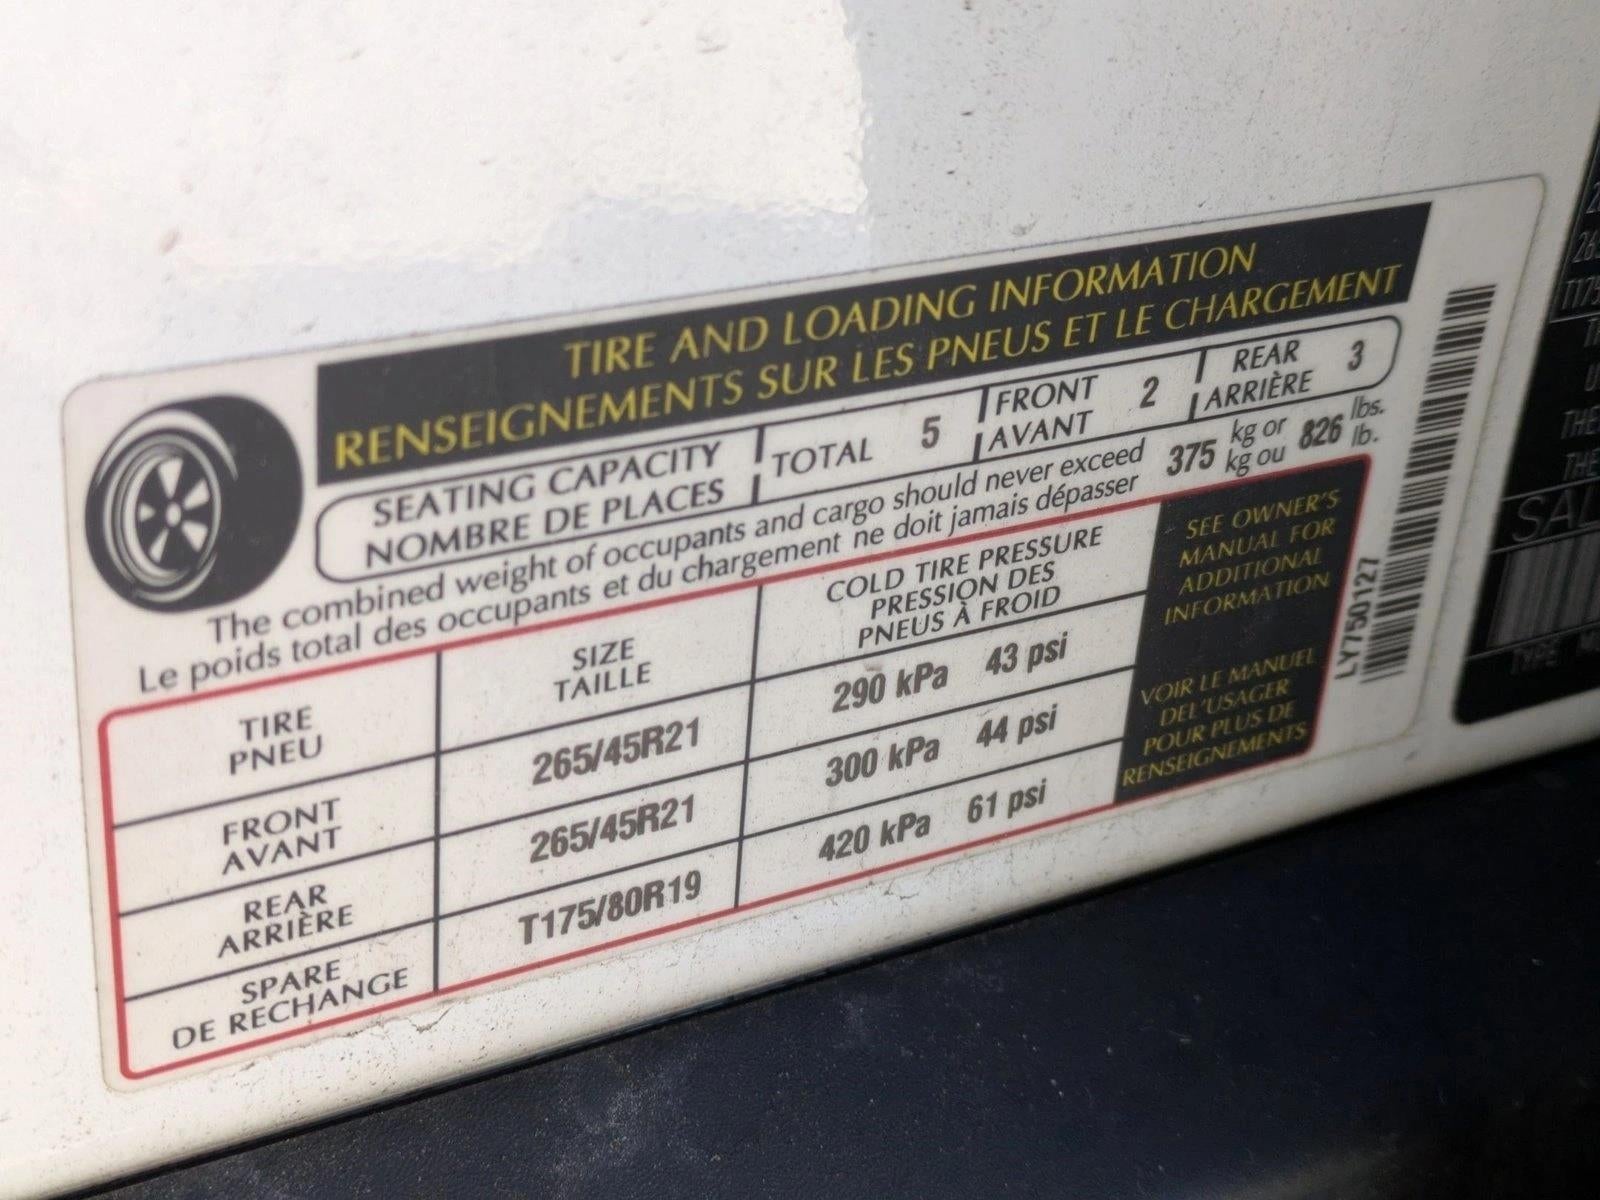 TIRE AND LOADING INFORMATION
RENSEIGNEMENTS SUR LES PNEUS ET LE CHARGEMENT
SEATING CAPACITY
NOMBRE DE PLACES
TOTAL 5
FRONT
AVANT
2
REAR
ARRIÈRE
3
The combined weight of occupants and cargo should never exceed 375 kg or 826 lbs.
Le poids total des occupants et du chargement ne doit jamais dépasser kg ou lb.
TIRE
PNEU
SIZE
TAILLE
COLD TIRE PRESSURE
PRESSION DES
PNEUS À FROID
FRONT
AVANT
265/45R21
290 kPa 43 psi
REAR
ARRIÈRE
265/45R21
300 kPa 44 psi
SPARE
DE RECHANGE
T175/80R19
420 kPa 61 psi
SEE OWNER'S
MANUAL FOR
ADDITIONAL
INFORMATION
VOIR LE MANUEL
DEL'USAGER
POUR PLUS DE
RENSEIGNEMENTS
LY750127
SAL
TYPE